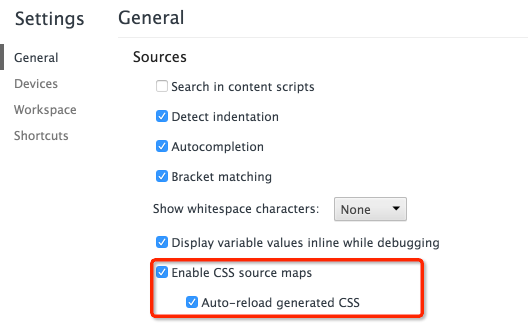 Settings
General
General
Devices
Workspace
Shortcuts
Sources
Search in content scripts
Detect indentation
Autocompletion
Bracket matching
Show whitespace characters: None
Display variable values inline while debugging
Enable CSS source maps
Auto-reload generated CSS